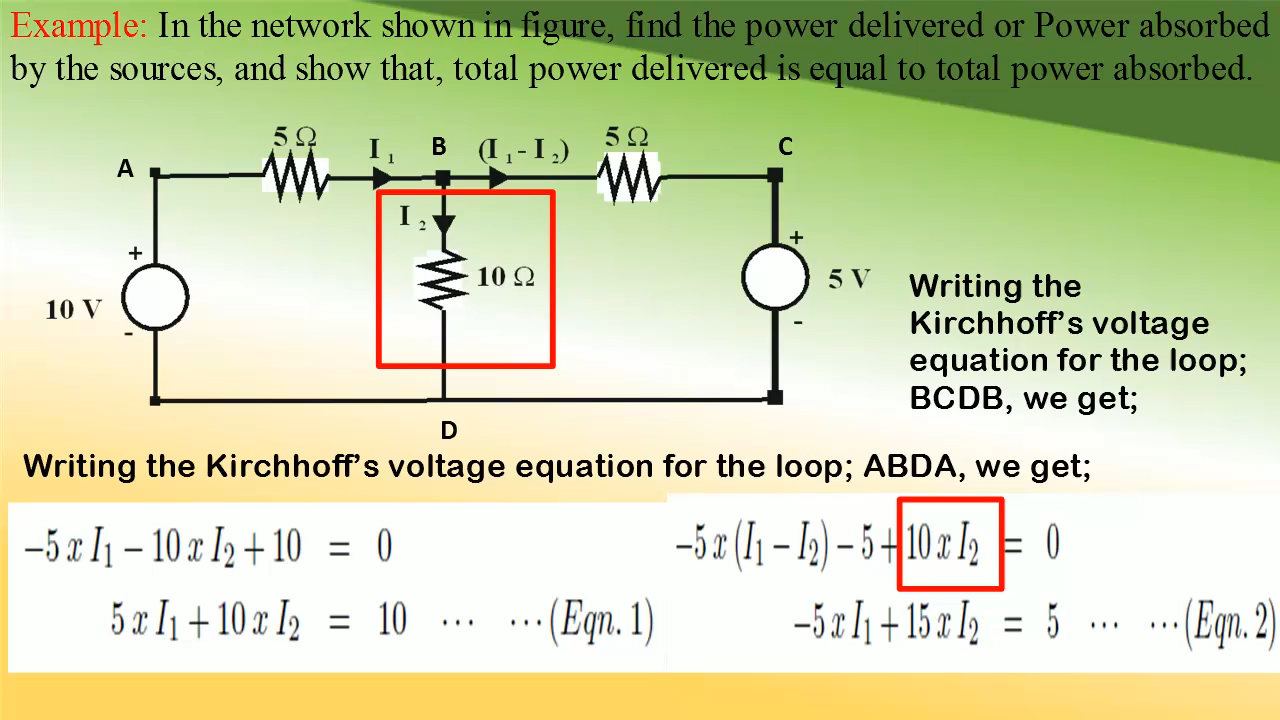 Example: In the network shown in figure, find the power delivered or Power absorbed
by the sources, and show that, total power delivered is equal to total power absorbed.
5 Ω
I 1
B
(I 1 - I 2)
5 Ω
C
A
I 2
+
10 Ω
+
10 V
5 V
-
-
D
Writing the
Kirchhoff's voltage
equation for the loop;
BCDB, we get;
Writing the Kirchhoff's voltage equation for the loop; ABDA, we get;
−5 x I1 − 10 x I2 + 10 = 0
5 x I1 + 10 x I2 = 10 ... ...(Eqn. 1)
−5 x (I1 − I2) − 5 + 10 x I2 = 0
−5 x I1 + 15 x I2 = 5 ... ...(Eqn. 2)